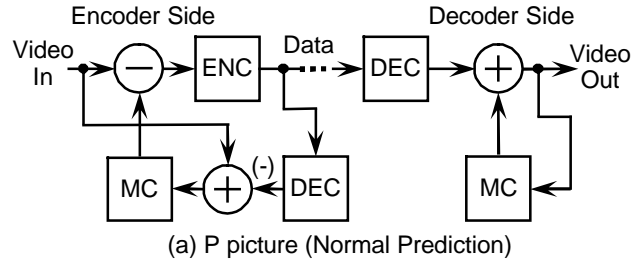 Encoder Side
Decoder Side
Video
In
−
ENC
Data
DEC
+
Video
Out
MC
+
(-)
DEC
MC
(a) P picture (Normal Prediction)